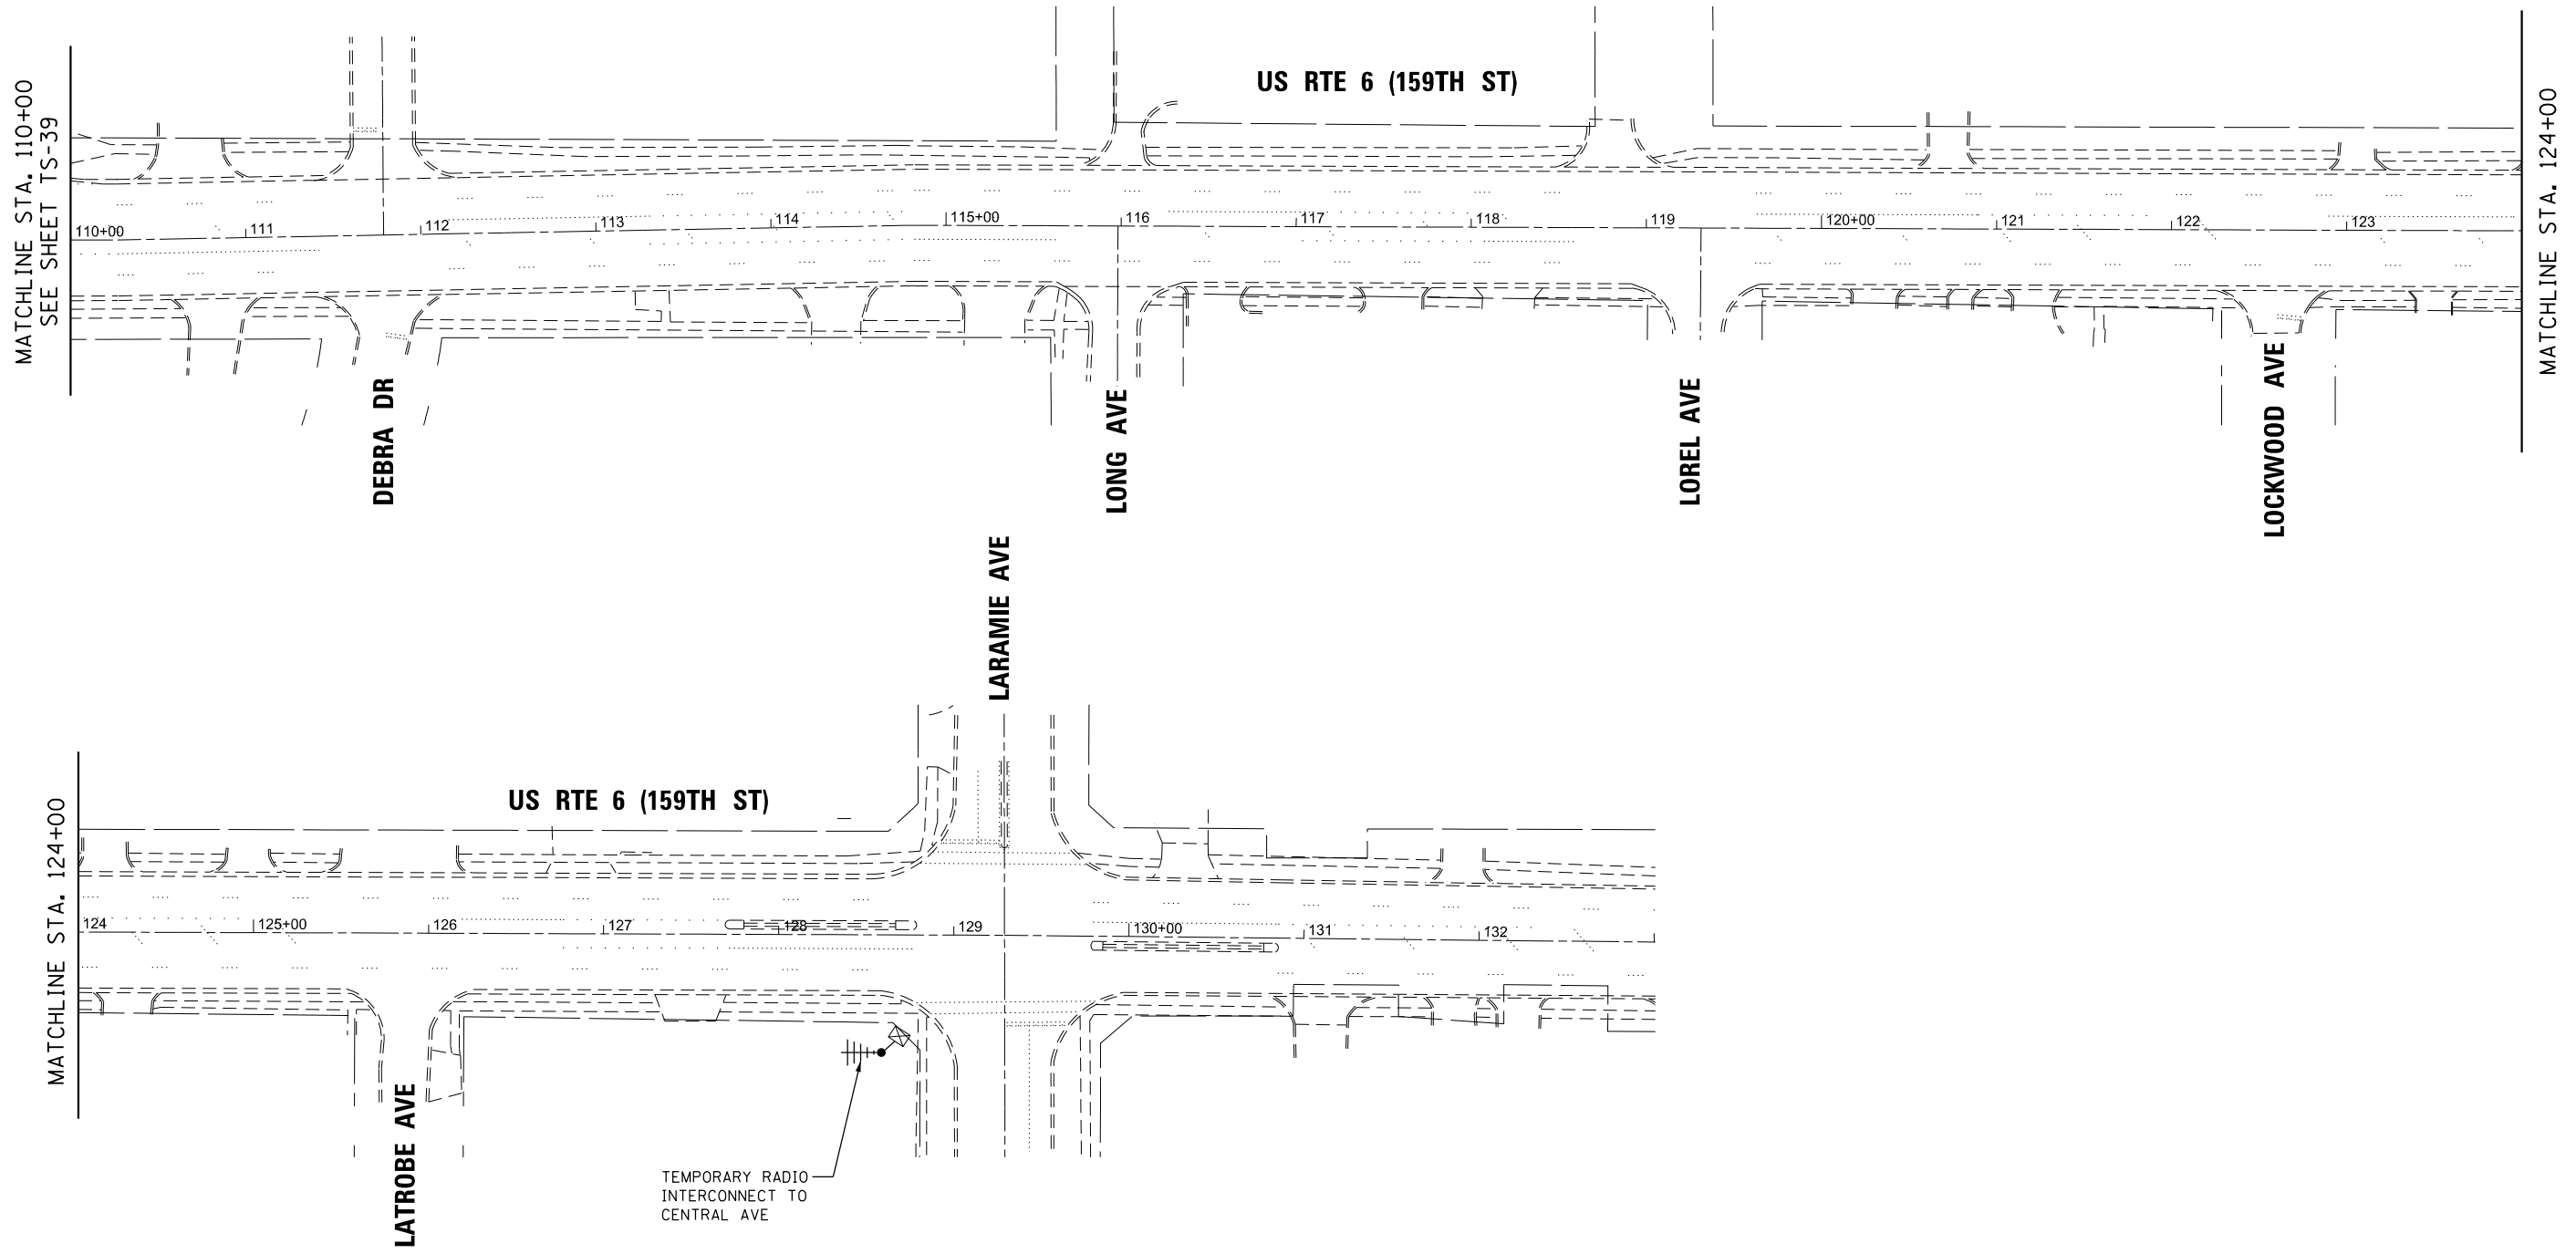 MATCHLINE STA. 110+00
SEE SHEET TS-39
US RTE 6 (159TH ST)
MATCHLINE STA. 124+00
110+00
111
112
113
114
115+00
116
117
118
119
120+00
121
122
123
DEBRA DR
LONG AVE
LOREL AVE
LOCKWOOD AVE
LARAMIE AVE
MATCHLINE STA. 124+00
US RTE 6 (159TH ST)
124
125+00
126
127
128
129
130+00
131
132
LATROBE AVE
TEMPORARY RADIO
INTERCONNECT TO
CENTRAL AVE